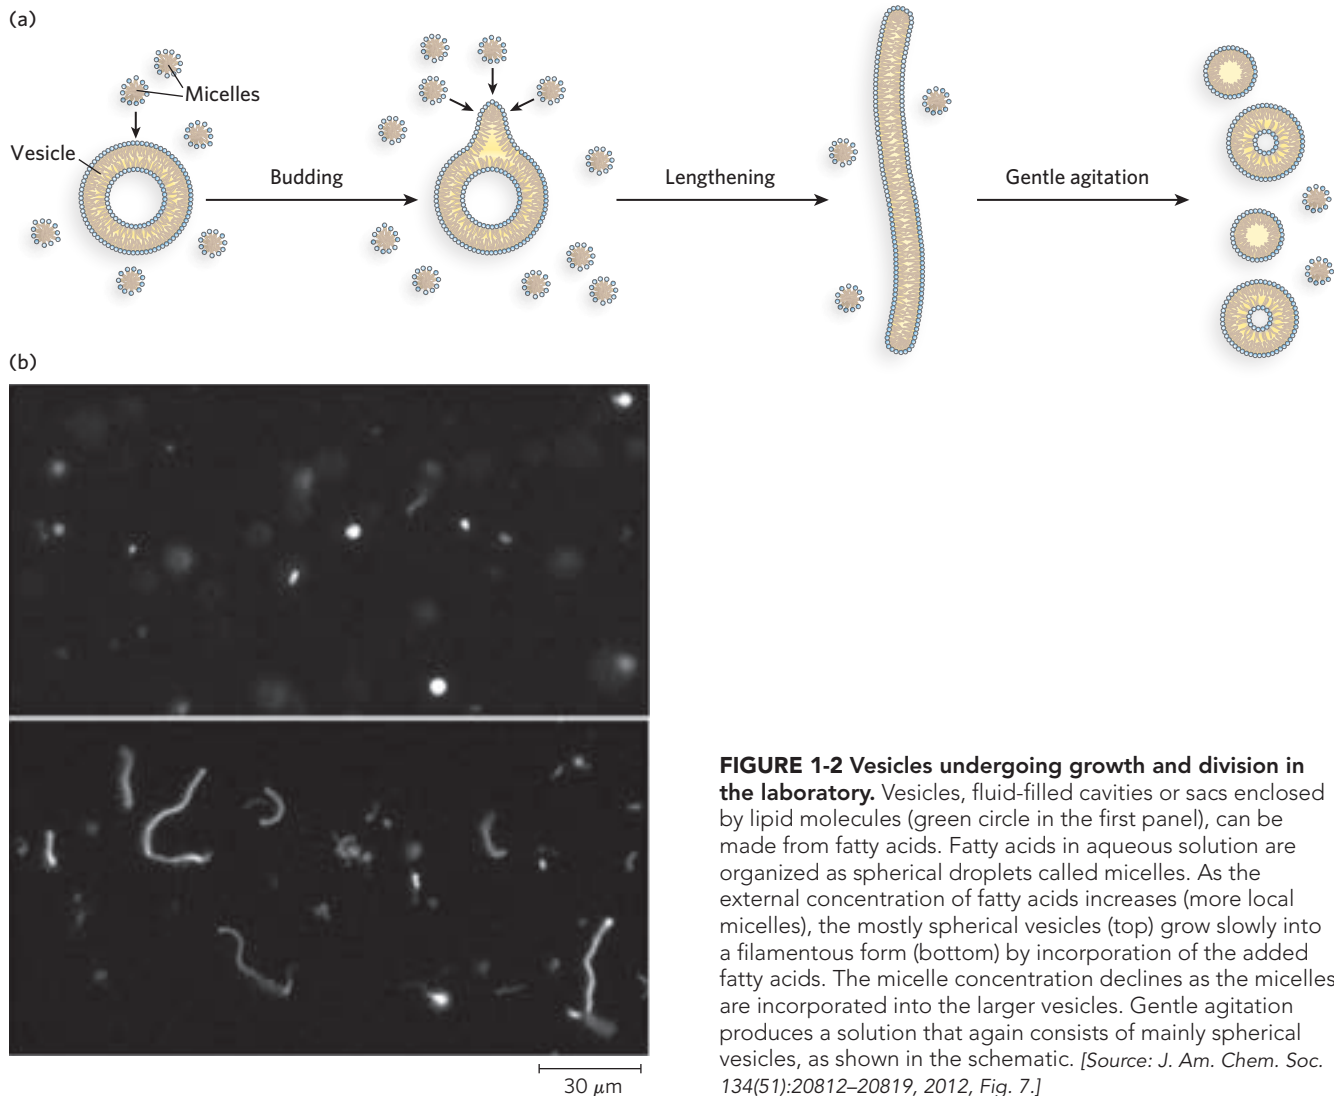 (a)
Micelles
Vesicle
Budding
Lengthening
Gentle agitation
(b)
30 μm
FIGURE 1-2 Vesicles undergoing growth and division in
the laboratory. Vesicles, fluid-filled cavities or sacs enclosed
by lipid molecules (green circle in the first panel), can be
made from fatty acids. Fatty acids in aqueous solution are
organized as spherical droplets called micelles. As the
external concentration of fatty acids increases (more local
micelles), the mostly spherical vesicles (top) grow slowly into
a filamentous form (bottom) by incorporation of the added
fatty acids. The micelle concentration declines as the micelles
are incorporated into the larger vesicles. Gentle agitation
produces a solution that again consists of mainly spherical
vesicles, as shown in the schematic. [Source: J. Am. Chem. Soc.
134(51):20812–20819, 2012, Fig. 7.]